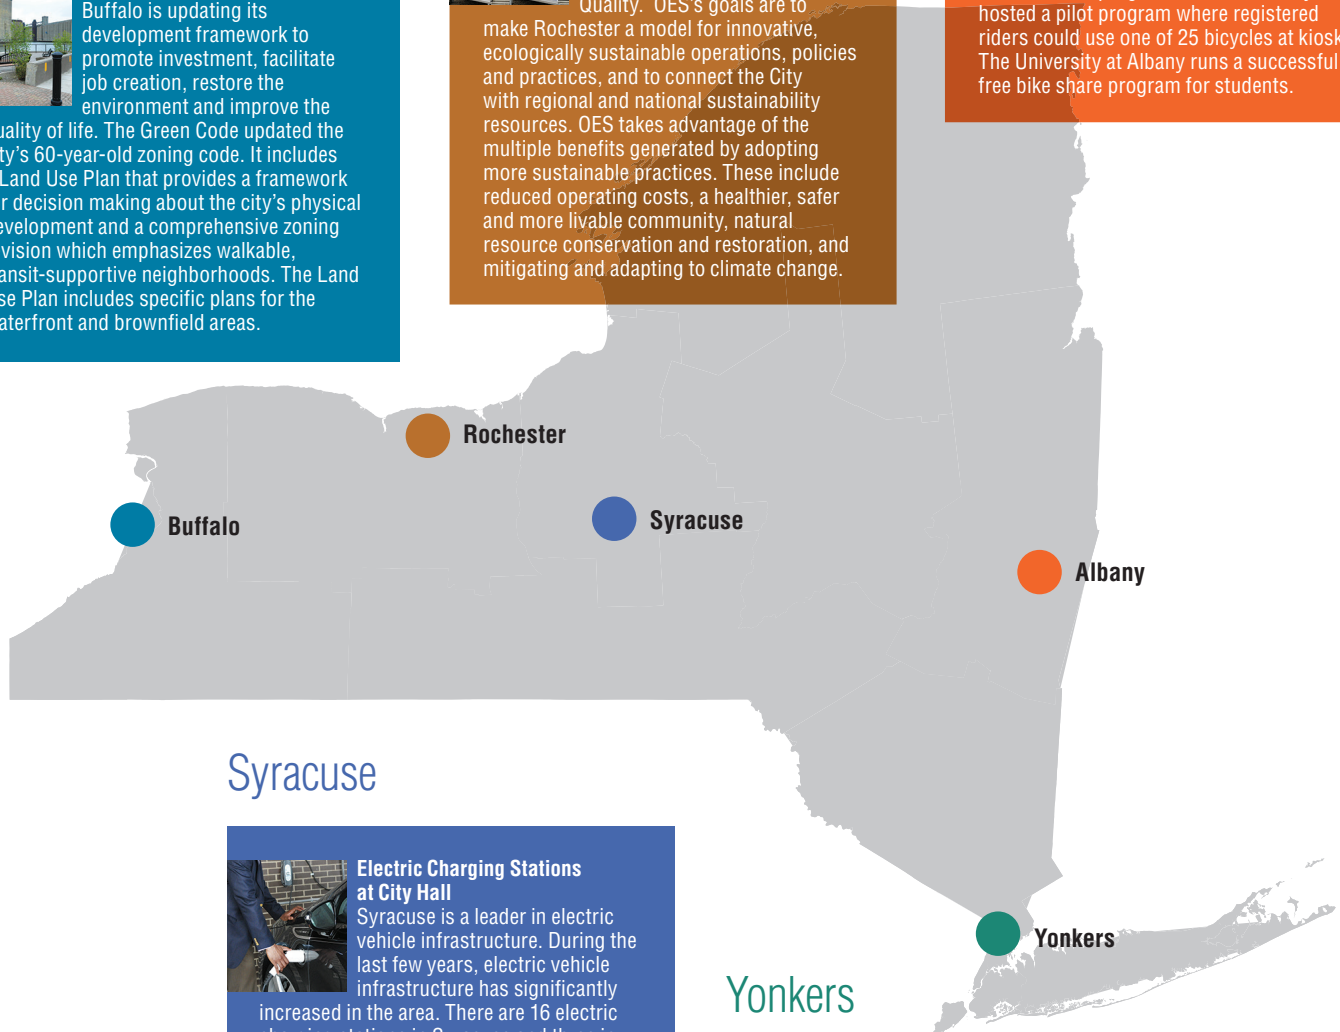 Buffalo is updating its
development framework to
promote investment, facilitate
job creation, restore the
environment and improve the
uality of life. The Green Code updated the
ty's 60-year-old zoning code. It includes
Land Use Plan that provides a framework
r decision making about the city's physical
evelopment and a comprehensive zoning
vision which emphasizes walkable,
ansit-supportive neighborhoods. The Land
se Plan includes specific plans for the
aterfront and brownfield areas.
Quality. OES's goals are to
make Rochester a model for innovative,
ecologically sustainable operations, policies
and practices, and to connect the City
with regional and national sustainability
resources. OES takes advantage of the
multiple benefits generated by adopting
more sustainable practices. These include
reduced operating costs, a healthier, safer
and more livable community, natural
resource conservation and restoration, and
mitigating and adapting to climate change.
hosted a pilot program where registered
riders could use one of 25 bicycles at kiosk
The University at Albany runs a successful
free bike share program for students.
Rochester
Buffalo
Syracuse
Albany
Yonkers
Syracuse
Electric Charging Stations
at City Hall
Syracuse is a leader in electric
vehicle infrastructure. During the
last few years, electric vehicle
infrastructure has significantly
increased in the area. There are 16 electric
Yonkers